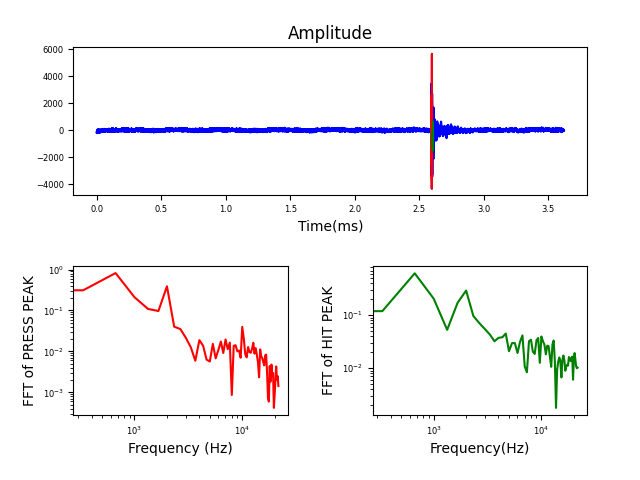 Amplitude
6000
4000
2000
0
−2000
−4000
0.0 0.5 1.0 1.5 2.0 2.5 3.0 3.5
Time(ms)
FFT of PRESS PEAK
10⁰
10⁻¹
10⁻²
10⁻³
10³ 10⁴
Frequency (Hz)
FFT of HIT PEAK
10⁻¹
10⁻²
10³ 10⁴
Frequency(Hz)